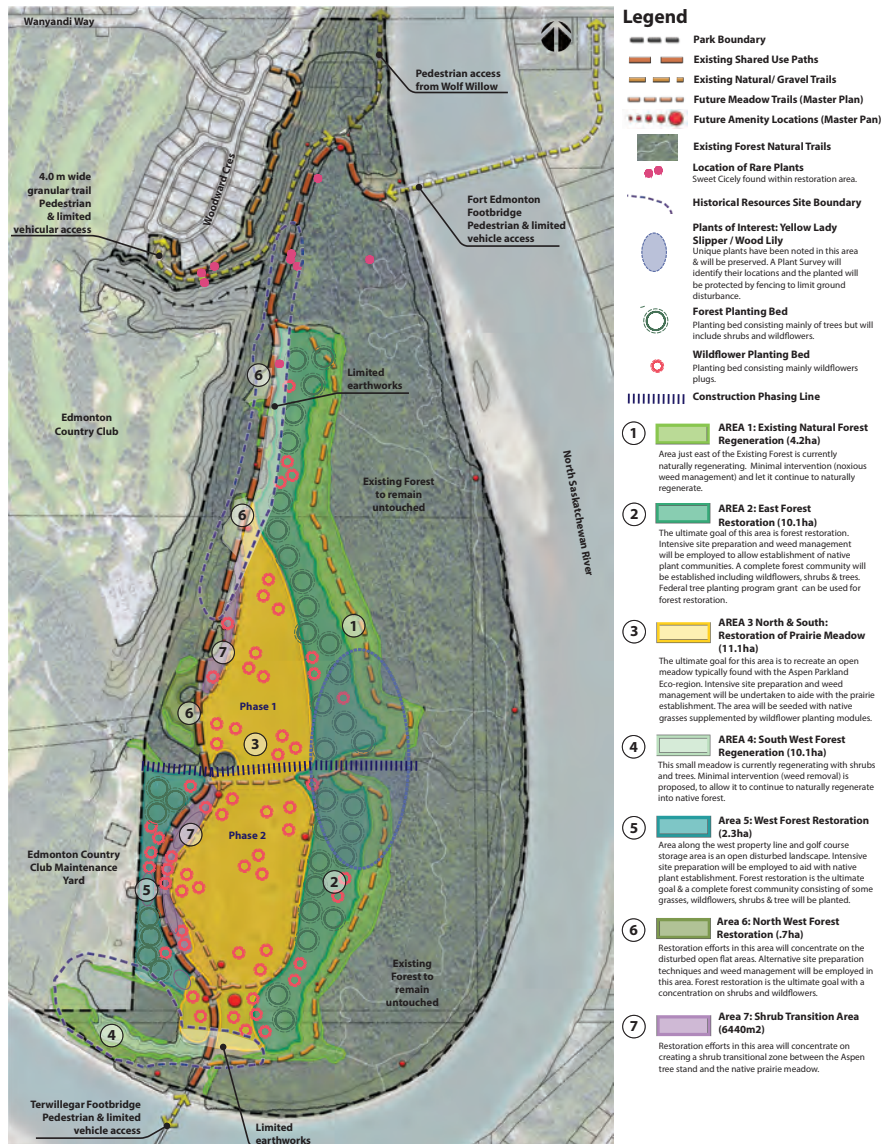 Wanyandi Way
Pedestrian access
from Wolf Willow
Woodward Cres
4.0 m wide
granular trail
Pedestrian
& limited
vehicular access
Fort Edmonton
Footbridge
Pedestrian & limited
vehicle access
6
Limited
earthworks
Edmonton
Country Club
Existing Forest
to remain
untouched
North Saskatchewan River
6
1
7
Phase 1
6
3
7
Phase 2
Edmonton Country
Club Maintenance
Yard
5
2
Existing
Forest to
remain
untouched
4
Terwillegar Footbridge
Pedestrian & limited
vehicle access
Limited
earthworks
Legend
Park Boundary
Existing Shared Use Paths
Existing Natural/ Gravel Trails
Future Meadow Trails (Master Plan)
Future Amenity Locations (Master Pan)
Existing Forest Natural Trails
Location of Rare Plants
Sweet Cicely found within restoration area.
Historical Resources Site Boundary
Plants of Interest: Yellow Lady
Slipper / Wood Lily
Unique plants have been noted in this area
& will be preserved. A Plant Survey will
identify their locations and the planted will
be protected by fencing to limit ground
disturbance.
Forest Planting Bed
Planting bed consisting mainly of trees but will
include shrubs and wildflowers.
Wildflower Planting Bed
Planting bed consisting mainly wildflowers
plugs.
Construction Phasing Line
1
AREA 1: Existing Natural Forest
Regeneration (4.2ha)
Area just east of the Existing Forest is currently
naturally regenerating. Minimal intervention (noxious
weed management) and let it continue to naturally
regenerate.
2
AREA 2: East Forest
Restoration (10.1ha)
The ultimate goal of this area is forest restoration.
Intensive site preparation and weed management
will be employed to allow establishment of native
plant communities. A complete forest community will
be established including wildflowers, shrubs & trees.
Federal tree planting program grant can be used for
forest restoration.
3
AREA 3 North & South:
Restoration of Prairie Meadow
(11.1ha)
The ultimate goal for this area is to recreate an open
meadow typically found with the Aspen Parkland
Eco-region. Intensive site preparation and weed
management will be undertaken to aide with the prairie
establishment. The area will be seeded with native
grasses supplemented by wildflower planting modules.
4
AREA 4: South West Forest
Regeneration (10.1ha)
This small meadow is currently regenerating with shrubs
and trees. Minimal intervention (weed removal) is
proposed, to allow it to continue to naturally regenerate
into native forest.
5
Area 5: West Forest Restoration
(2.3ha)
Area along the west property line and golf course
storage area is an open disturbed landscape. Intensive
site preparation will be employed to aid with native
plant establishment. Forest restoration is the ultimate
goal & a complete forest community consisting of some
grasses, wildflowers, shrubs & tree will be planted.
6
Area 6: North West Forest
Restoration (.7ha)
Restoration efforts in this area will concentrate on the
disturbed open flat areas. Alternative site preparation
techniques and weed management will be employed in
this area. Forest restoration is the ultimate goal with a
concentration on shrubs and wildflowers.
7
Area 7: Shrub Transition Area
(6440m2)
Restoration efforts in this area will concentrate on
creating a shrub transitional zone between the Aspen
tree stand and the native prairie meadow.